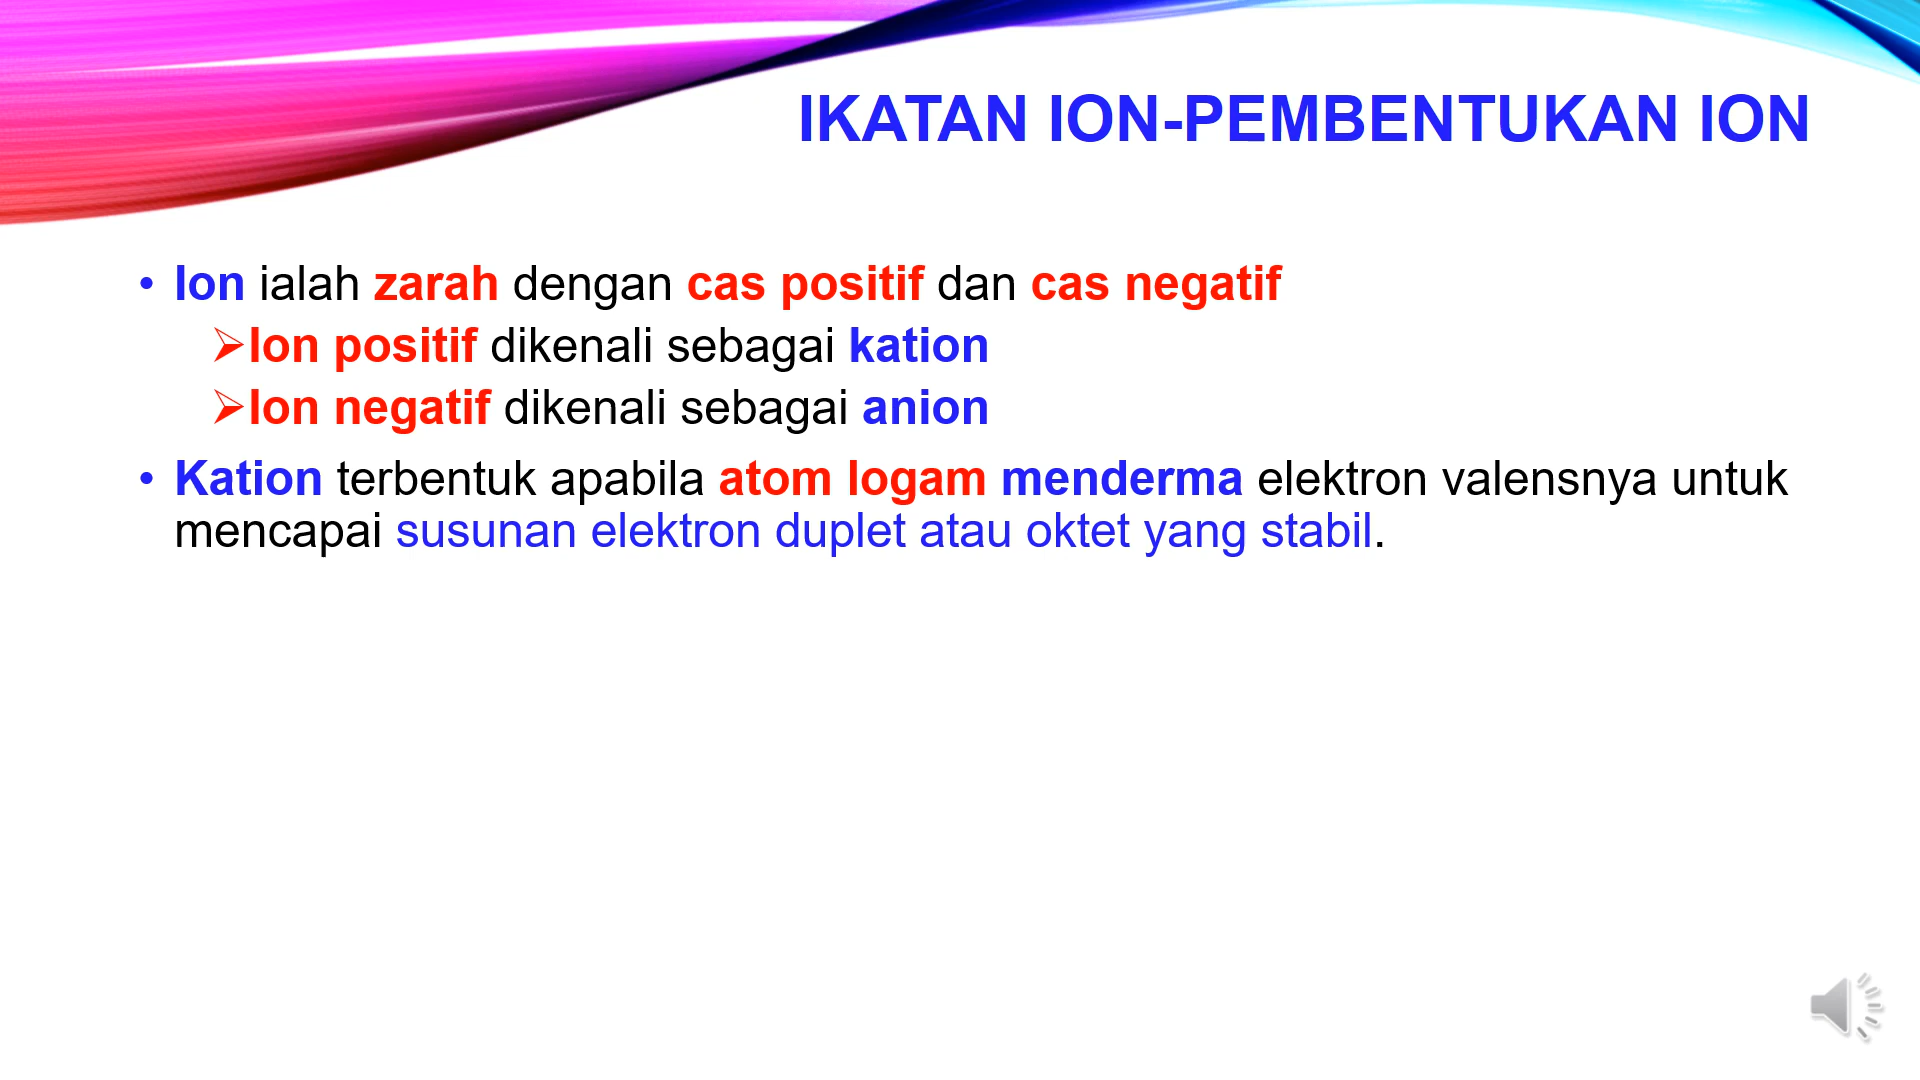 IKATAN ION-PEMBENTUKAN ION
• Ion ialah zarah dengan cas positif dan cas negatif
➢Ion positif dikenali sebagai kation
➢Ion negatif dikenali sebagai anion
• Kation terbentuk apabila atom logam menderma elektron valensnya untuk
mencapai susunan elektron duplet atau oktet yang stabil.